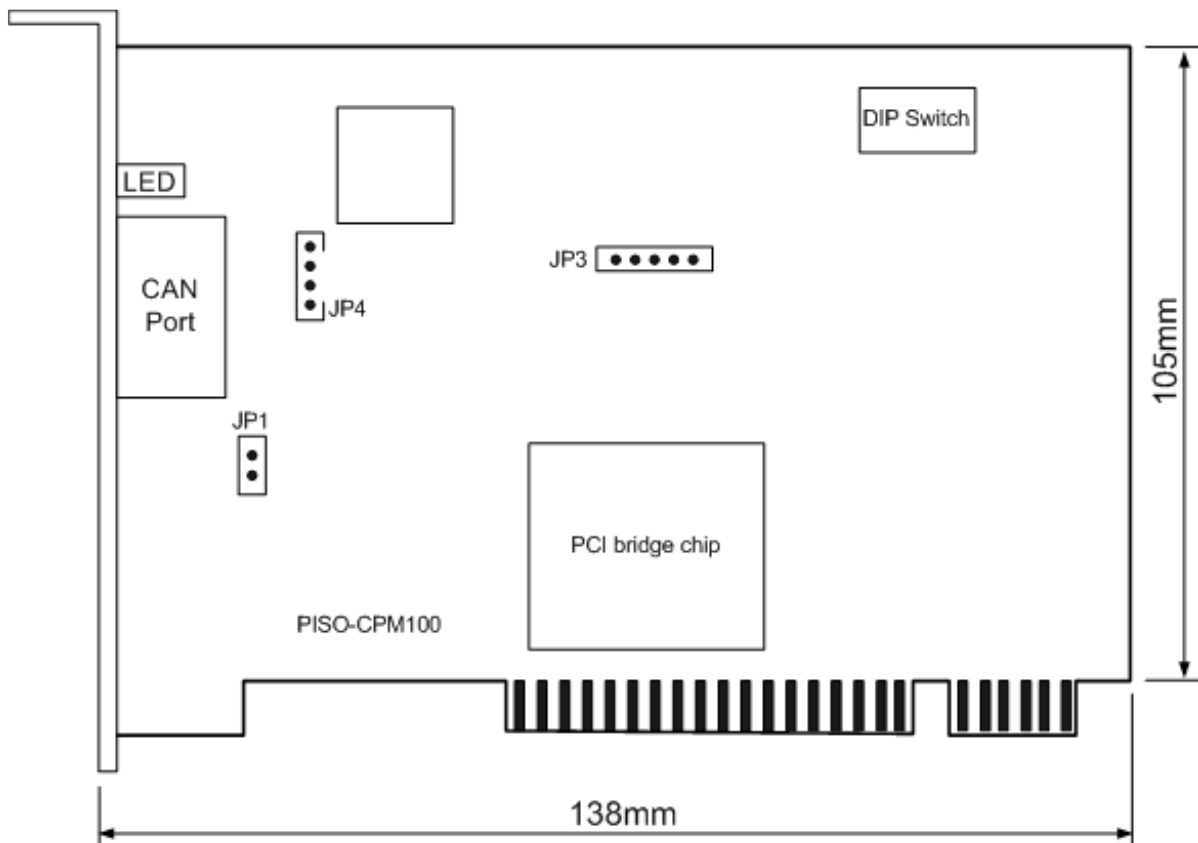 DIP Switch
LED
JP3
CAN
Port
JP4
105mm
JP1
PCI bridge chip
PISO-CPM100
138mm